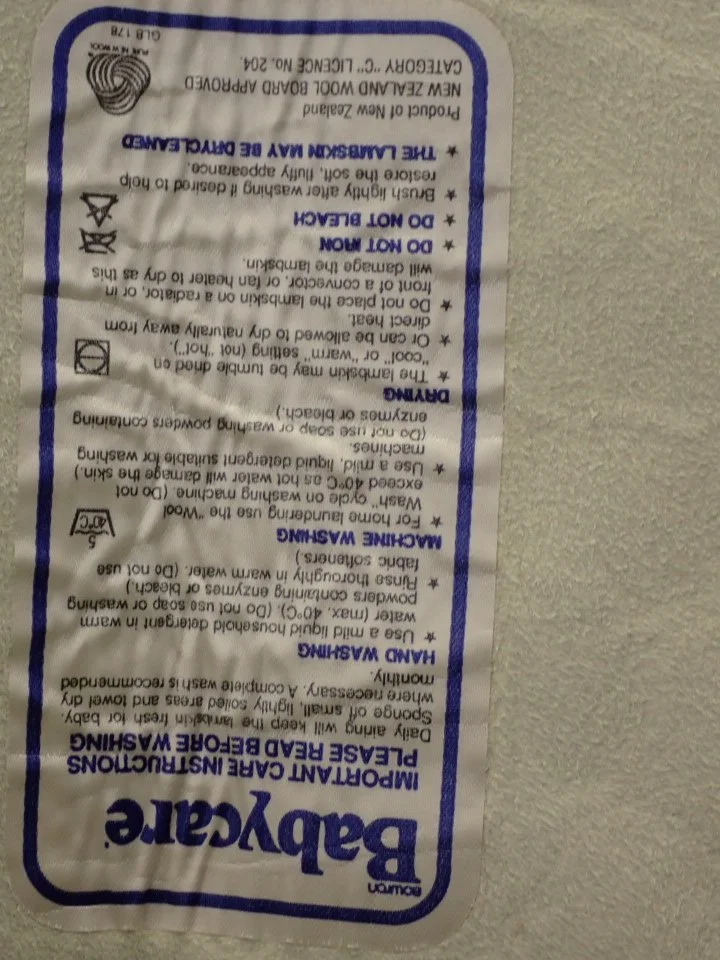 BOWRON
Babycare
IMPORTANT CARE INSTRUCTIONS
PLEASE READ BEFORE WASHING
Daily airing will keep the lambskin fresh for baby.
Sponge off small, lightly soiled areas and towel dry
where necessary. A complete wash is recommended
monthly.
HAND WASHING
★ Use a mild liquid household detergent in warm
water (max. 40°C). (Do not use soap or washing
powders containing enzymes or bleach.)
★ Rinse thoroughly in warm water. (Do not use
fabric softeners.)
MACHINE WASHING
★ For home laundering use the "Wool
Wash" cycle on washing machine. (Do not
exceed 40°C as hot water will damage the skin.)
5
40°C
★ Use a mild, liquid detergent suitable for washing
machines.
(Do not use soap or washing powders containing
enzymes or bleach.)
DRYING
★ The lambskin may be tumble dried on
"cool" or "warm" setting (not "hot").
★ Or can be allowed to dry naturally away from
direct heat.
★ Do not place the lambskin on a radiator, or in
front of a convector, or fan heater to dry as this
will damage the lambskin.
★ DO NOT IRON
★ DO NOT BLEACH
★ Brush lightly after washing if desired to help
restore the soft, fluffy appearance.
★ THE LAMBSKIN MAY BE DRYCLEANED
Product of New Zealand
NEW ZEALAND WOOL BOARD APPROVED
CATEGORY "C" LICENCE No. 204.
PURE NEW WOOL
GLB 178